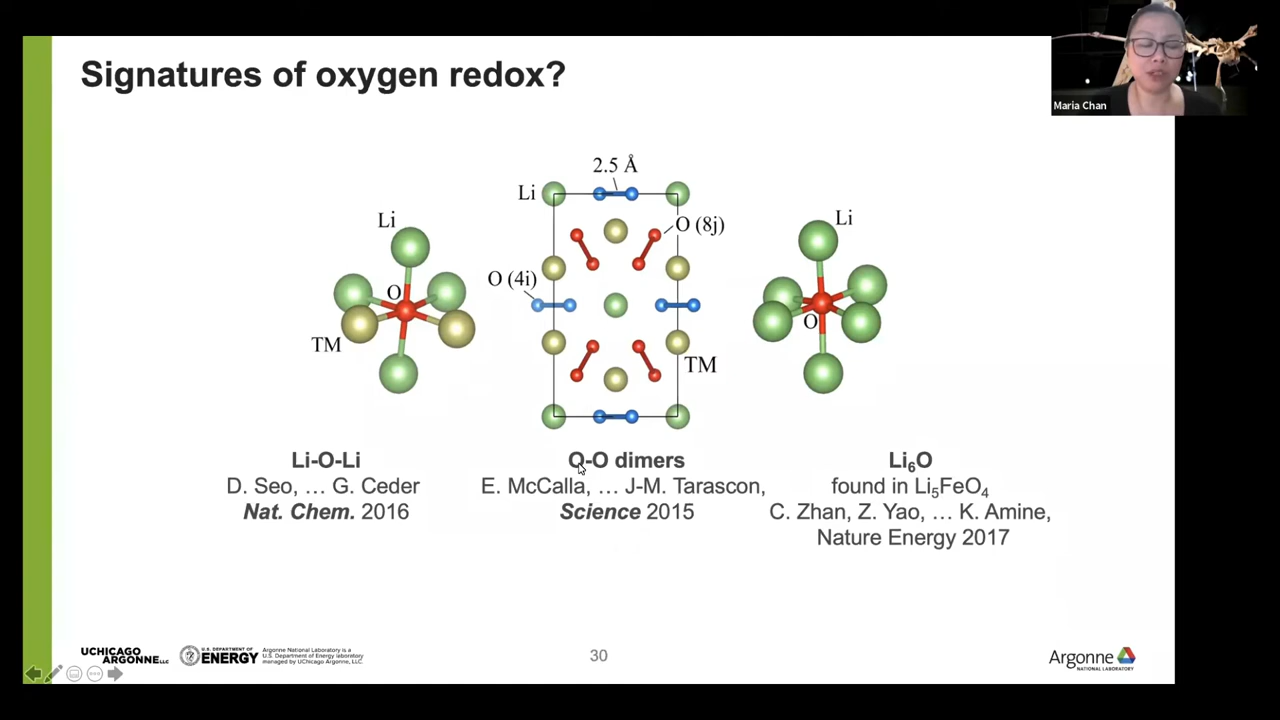 Signatures of oxygen redox?
Maria Chan
2.5 Å
Li
O (8j)
O (4i)
TM
Li
O
TM
Li
O
Li-O-Li
D. Seo, … G. Ceder
Nat. Chem. 2016
O-O dimers
E. McCalla, … J-M. Tarascon,
Science 2015
Li₆O
found in Li₅FeO₄
C. Zhan, Z. Yao, … K. Amine,
Nature Energy 2017
UCHICAGO
ARGONNE LLC
U.S. DEPARTMENT OF
ENERGY
Argonne National Laboratory is a
U.S. Department of Energy laboratory
managed by UChicago Argonne, LLC.
30
Argonne
NATIONAL LABORATORY